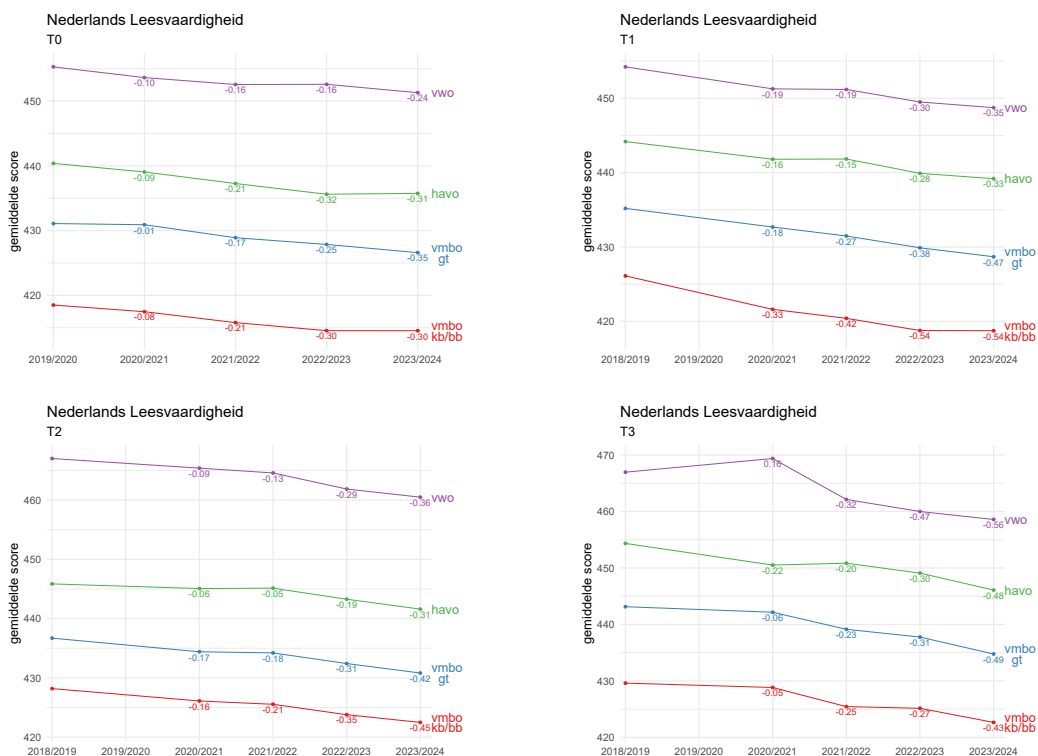 Nederlands Leesvaardigheid
T0
gemiddelde score
450
440
430
420
-0.10
-0.16
-0.16
-0.24
vwo
-0.09
-0.21
-0.32
-0.31
havo
-0.01
-0.17
-0.25
-0.35
vmbo
gt
-0.08
-0.21
-0.30
-0.30
vmbo
kb/bb
2019/2020
2020/2021
2021/2022
2022/2023
2023/2024
Nederlands Leesvaardigheid
T1
gemiddelde score
450
440
430
420
-0.19
-0.19
-0.30
-0.35
vwo
-0.16
-0.15
-0.28
-0.33
havo
-0.18
-0.27
-0.38
-0.47
vmbo
gt
-0.33
-0.42
-0.54
-0.54
vmbo
kb/bb
2018/2019
2019/2020
2020/2021
2021/2022
2022/2023
2023/2024
Nederlands Leesvaardigheid
T2
gemiddelde score
460
450
440
430
420
-0.09
-0.13
-0.29
-0.36
vwo
-0.06
-0.05
-0.19
-0.31
havo
-0.17
-0.18
-0.31
-0.42
vmbo
gt
-0.16
-0.21
-0.35
-0.45
vmbo
kb/bb
2018/2019
2019/2020
2020/2021
2021/2022
2022/2023
2023/2024
Nederlands Leesvaardigheid
T3
gemiddelde score
470
460
450
440
430
420
0.16
-0.32
-0.47
-0.56
vwo
-0.22
-0.20
-0.30
-0.48
havo
-0.06
-0.23
-0.31
-0.49
vmbo
gt
-0.05
-0.25
-0.27
-0.43
vmbo
kb/bb
2018/2019
2019/2020
2020/2021
2021/2022
2022/2023
2023/2024